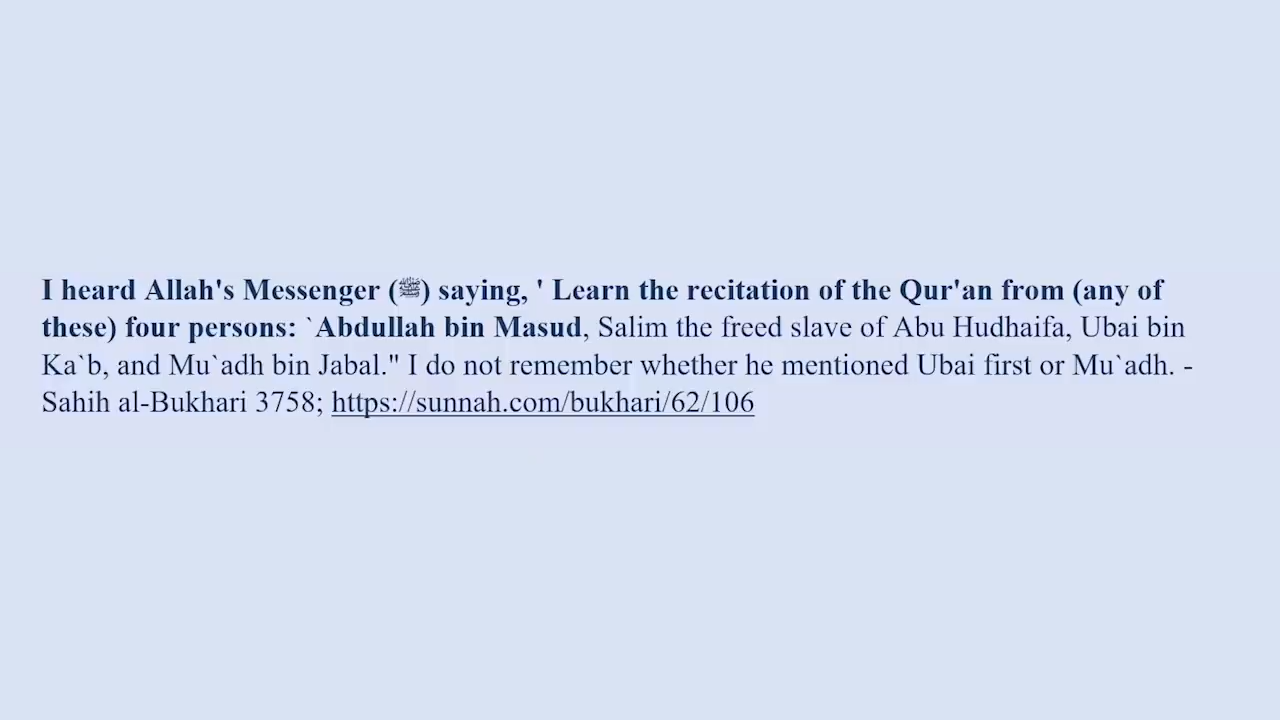 I heard Allah's Messenger (ﷺ) saying, ' Learn the recitation of the Qur'an from (any of
these) four persons: `Abdullah bin Masud, Salim the freed slave of Abu Hudhaifa, Ubai bin
Ka`b, and Mu`adh bin Jabal." I do not remember whether he mentioned Ubai first or Mu`adh. -
Sahih al-Bukhari 3758; https://sunnah.com/bukhari/62/106